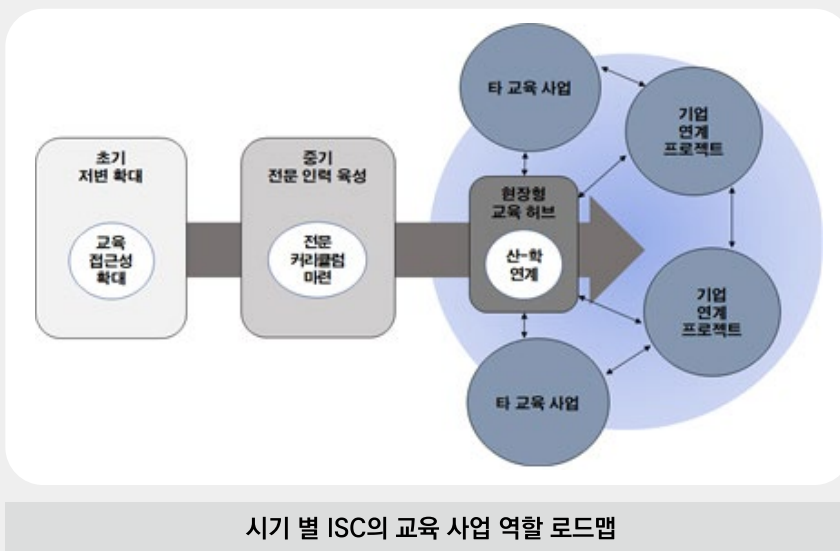 초기
저변 확대
교육
접근성
확대
중기
전문 인력 육성
전문
커리큘럼
마련
현장형
교육 허브
산-학
연계
타 교육 사업
기업
연계
프로젝트
기업
연계
프로젝트
타 교육 사업
시기 별 ISC의 교육 사업 역할 로드맵